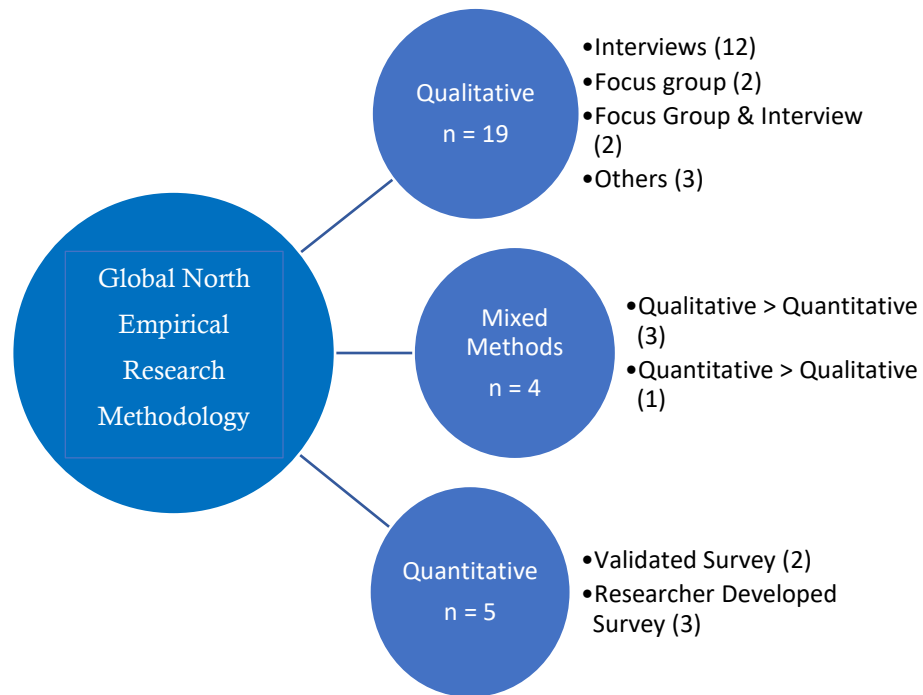 Global North
Empirical
Research
Methodology
Qualitative
n = 19
•Interviews (12)
•Focus group (2)
•Focus Group & Interview
(2)
•Others (3)
Mixed
Methods
n = 4
•Qualitative > Quantitative
(3)
•Quantitative > Qualitative
(1)
Quantitative
n = 5
•Validated Survey (2)
•Researcher Developed
Survey (3)